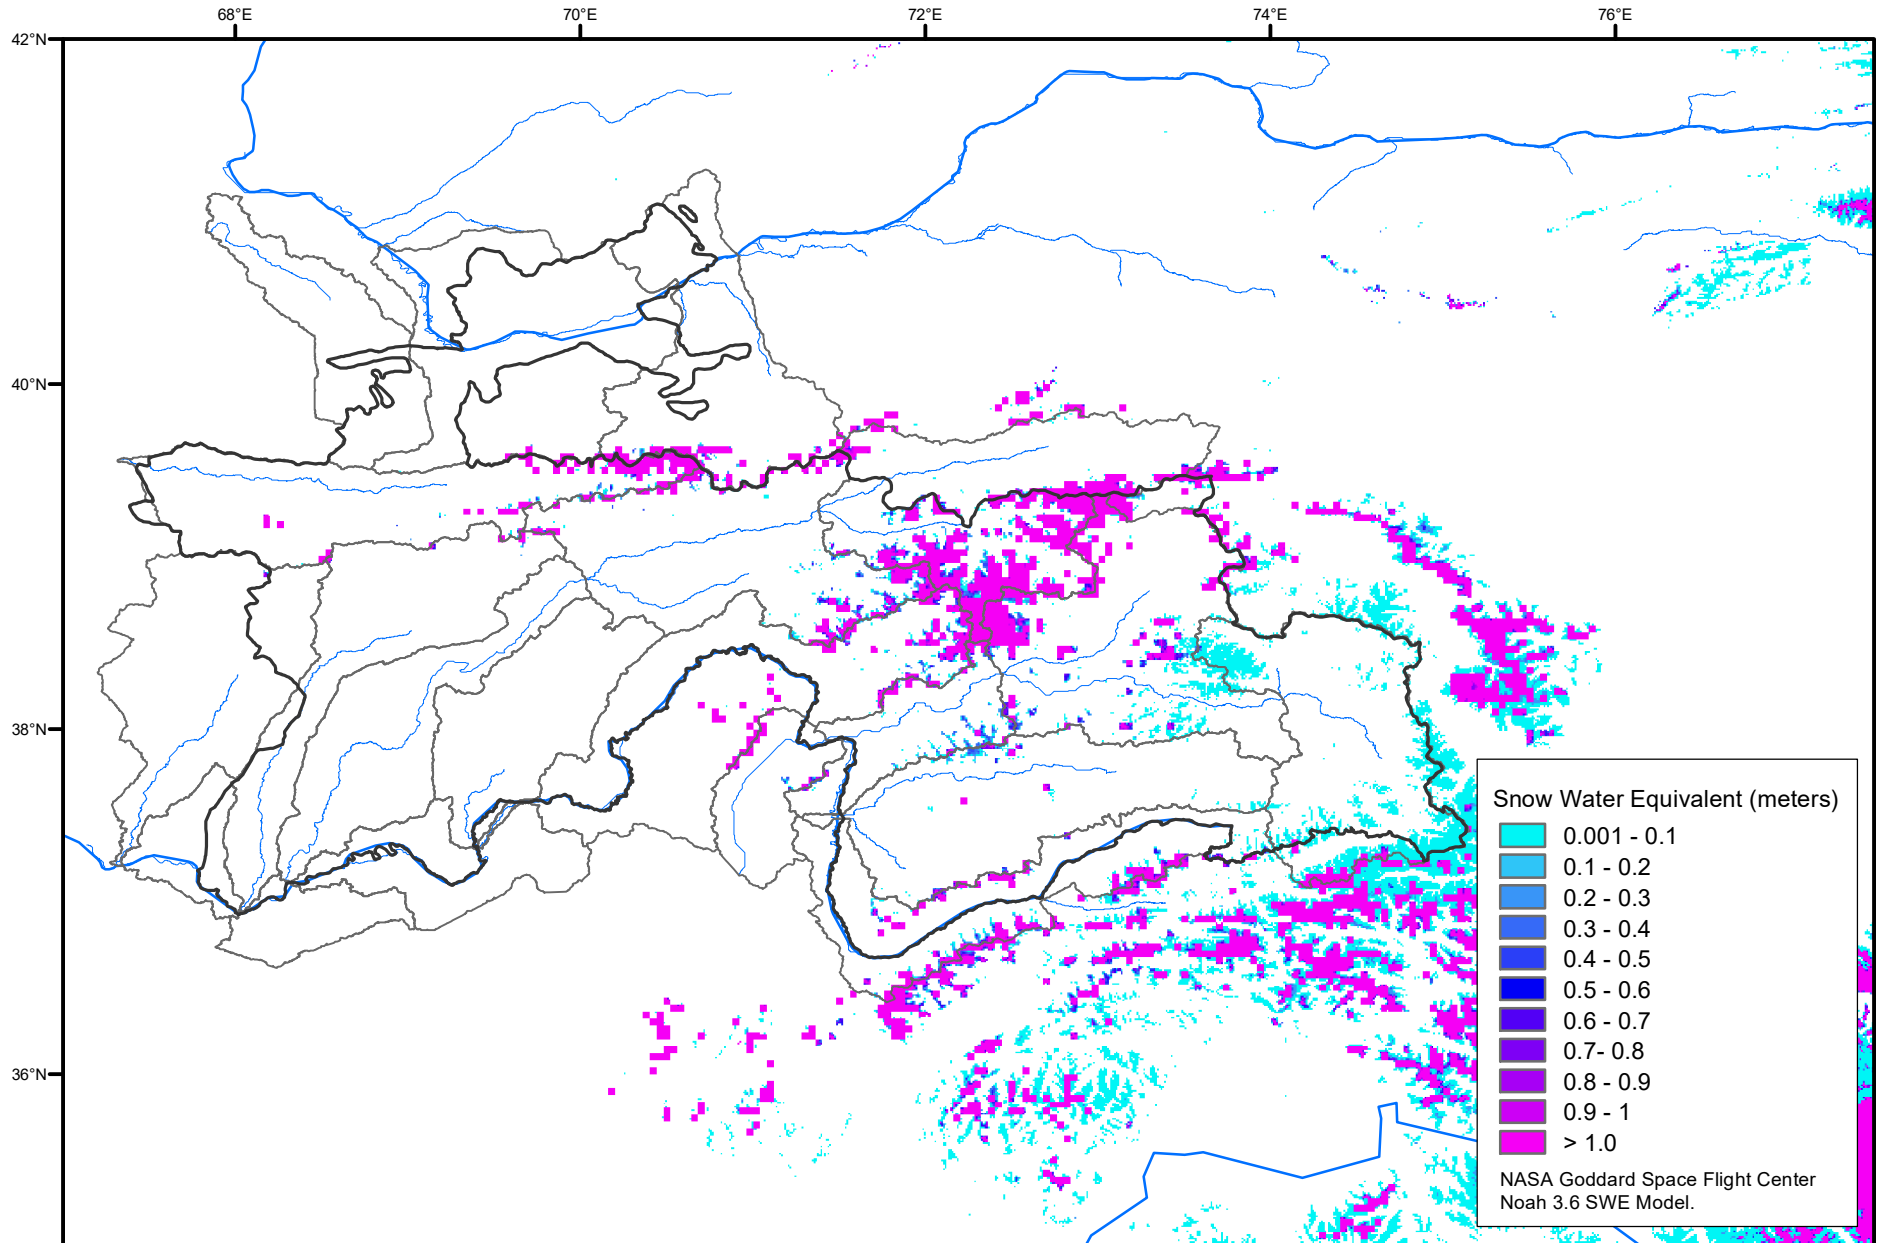 68°E 70°E 72°E 74°E 76°E
42°N
40°N
38°N
36°N
Snow Water Equivalent (meters)
0.001 - 0.1
0.1 - 0.2
0.2 - 0.3
0.3 - 0.4
0.4 - 0.5
0.5 - 0.6
0.6 - 0.7
0.7- 0.8
0.8 - 0.9
0.9 - 1
> 1.0
NASA Goddard Space Flight Center
Noah 3.6 SWE Model.